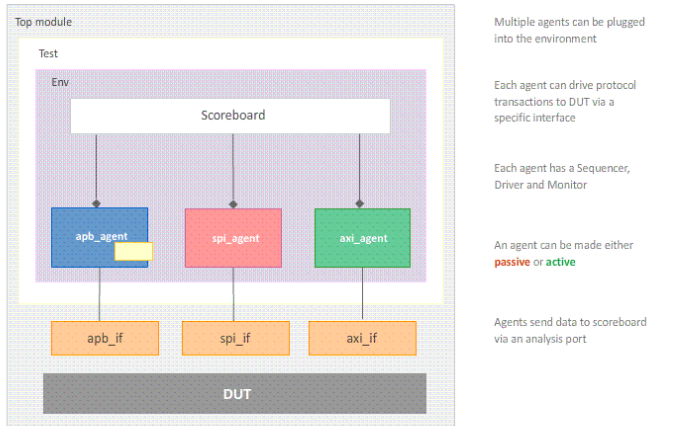 Top module
Test
Env
Scoreboard
apb_agent
spi_agent
axi_agent
apb_if
spi_if
axi_if
DUT
Multiple agents can be plugged
into the environment
Each agent can drive protocol
transactions to DUT via a
specific interface
Each agent has a Sequencer,
Driver and Monitor
An agent can be made either
passive or active
Agents send data to scoreboard
via an analysis port